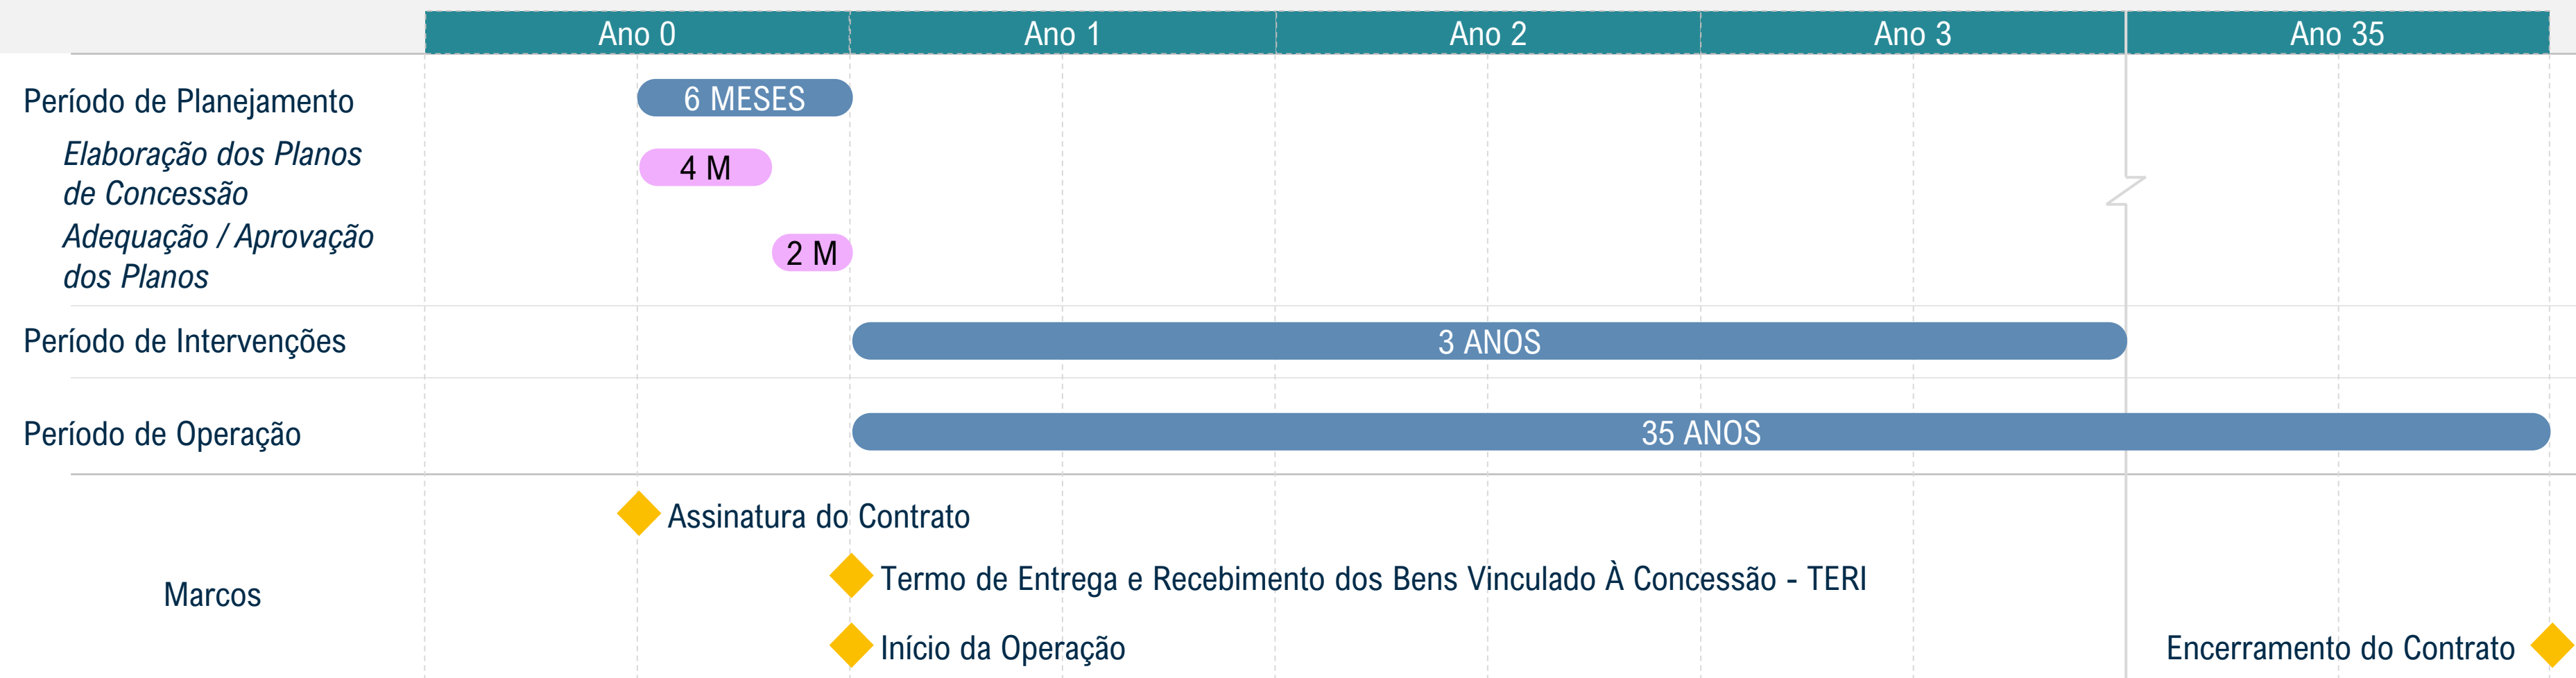 Ano 0
Ano 1
Ano 2
Ano 3
Ano 35
Período de Planejamento
6 MESES
Elaboração dos Planos
de Concessão
4 M
Adequação / Aprovação
dos Planos
2 M
Período de Intervenções
3 ANOS
Período de Operação
35 ANOS
Marcos
Assinatura do Contrato
Termo de Entrega e Recebimento dos Bens Vinculado À Concessão - TERI
Início da Operação
Encerramento do Contrato